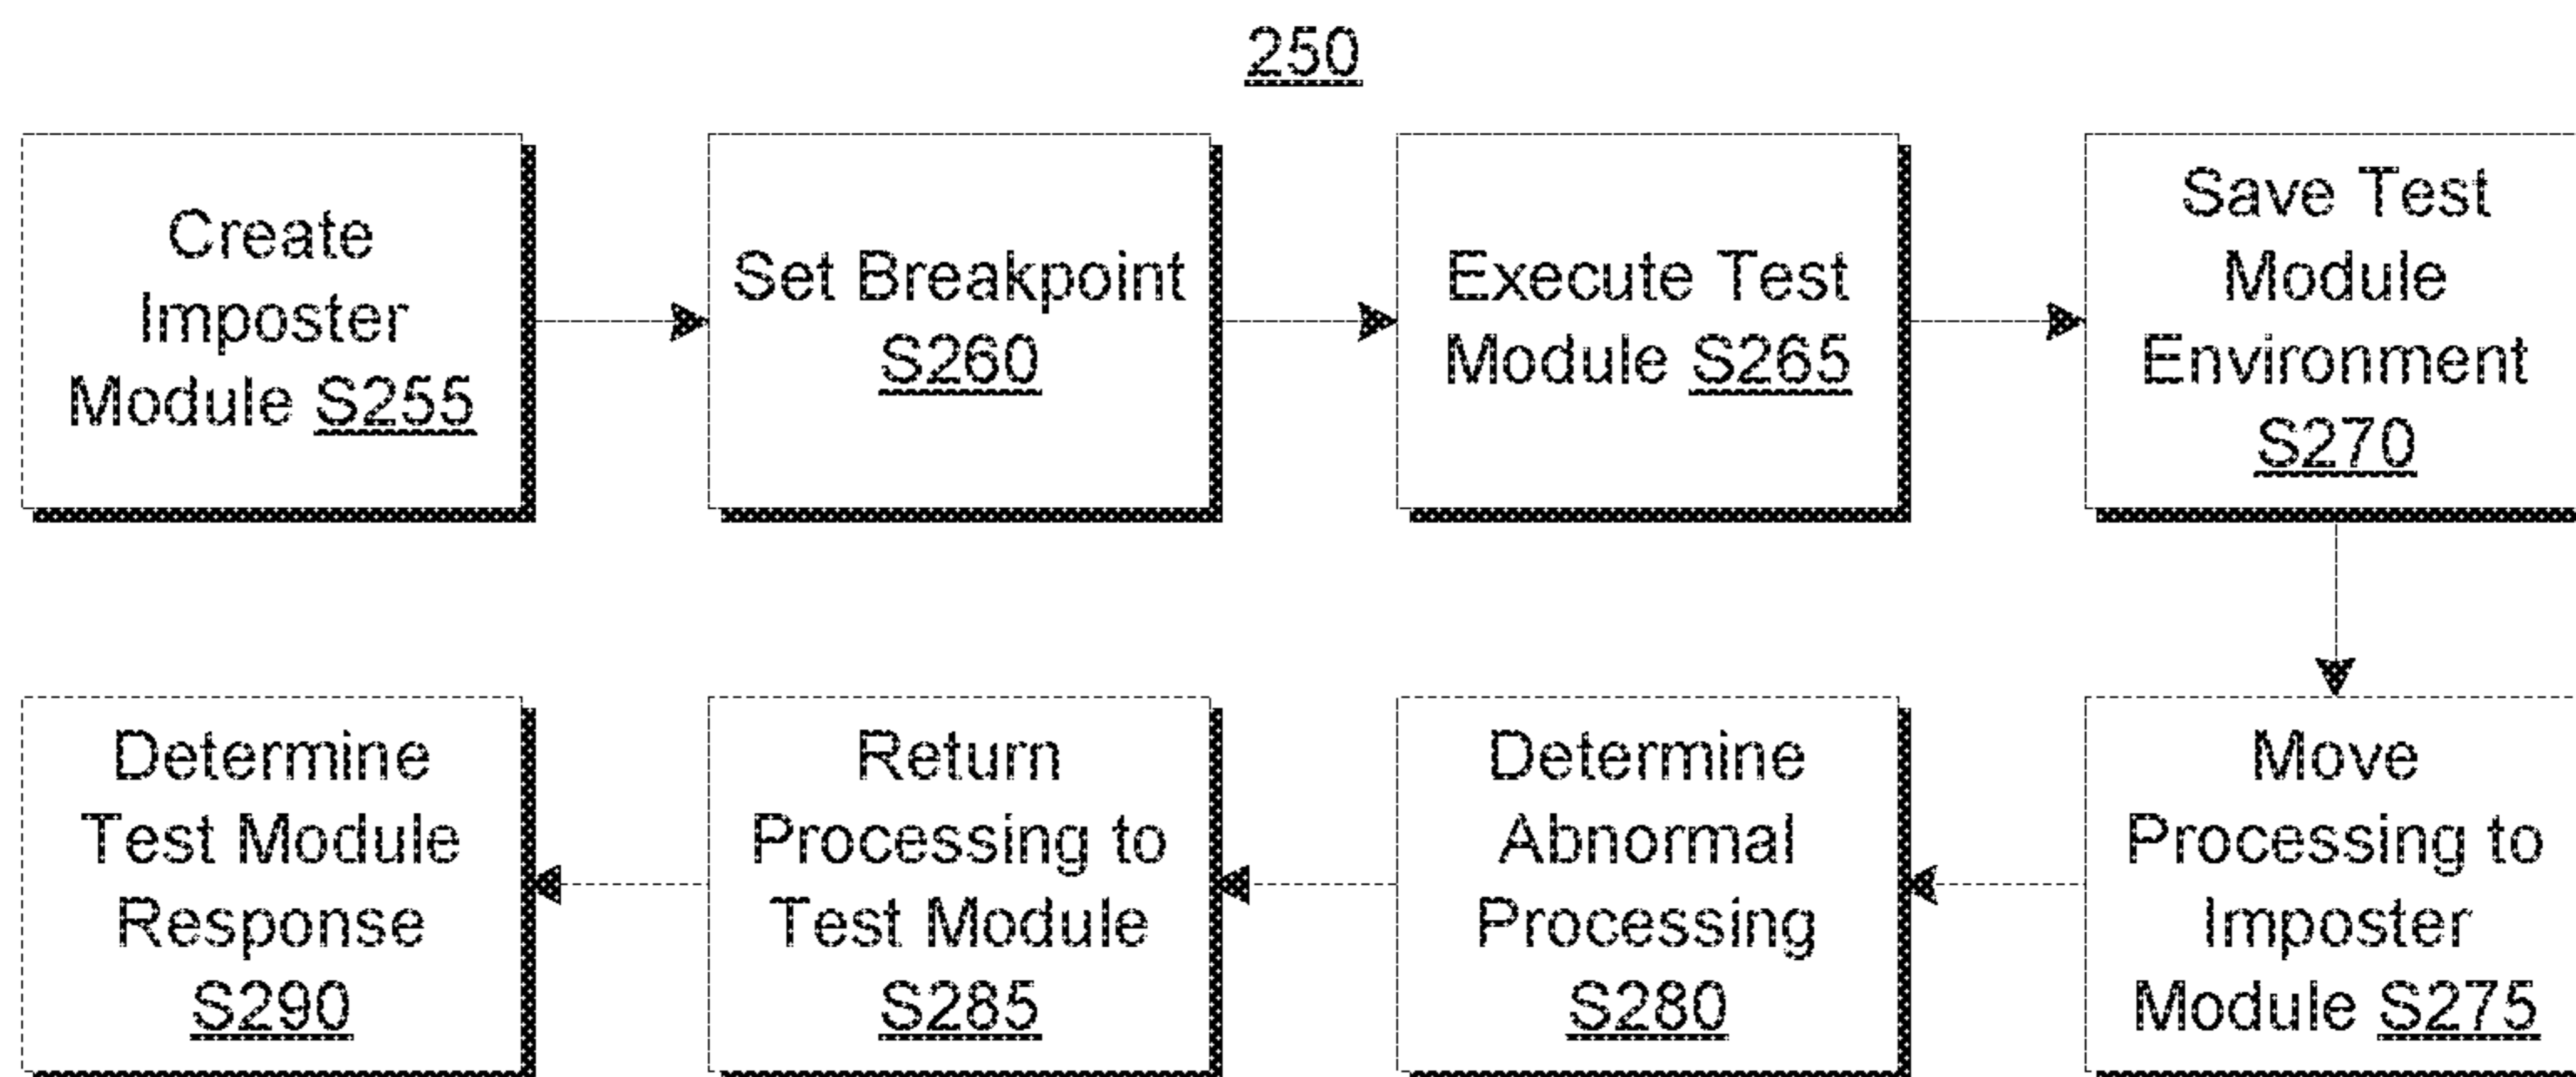 250
Create
Imposter
Module S255
Set Breakpoint
S260
Execute Test
Module S265
Save Test
Module
Environment
S270
Move
Processing to
Imposter
Module S275
Determine
Abnormal
Processing
S280
Return
Processing to
Test Module
S285
Determine
Test Module
Response
S290